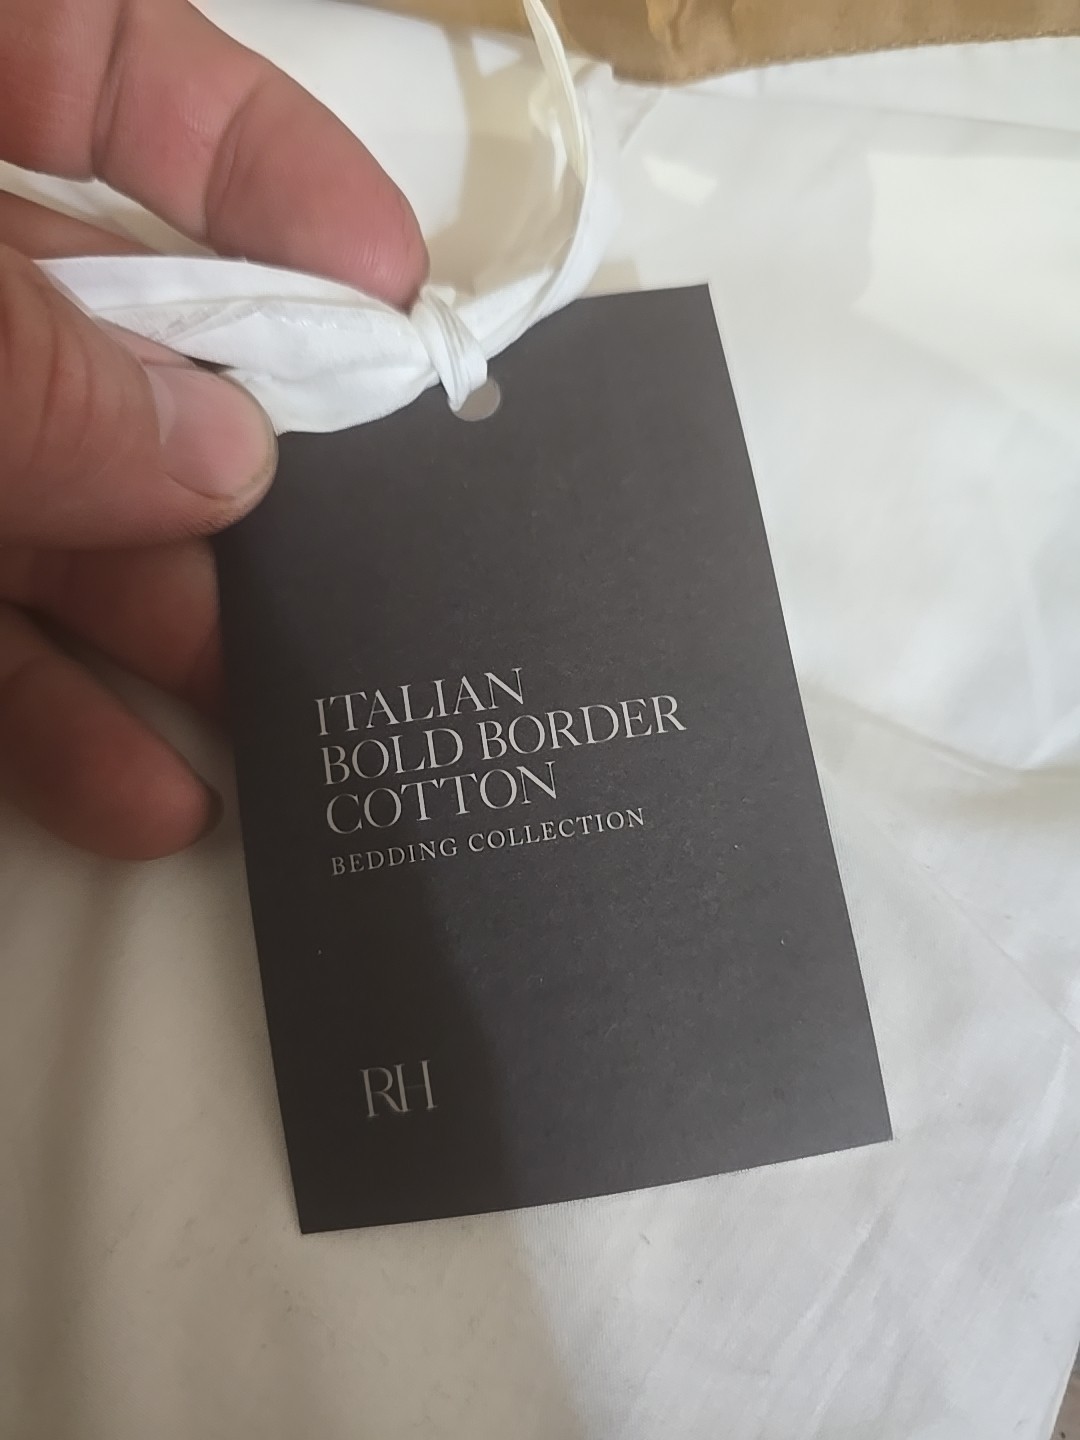 ITALIAN
BOLD BORDER
COTTON
BEDDING COLLECTION
RH